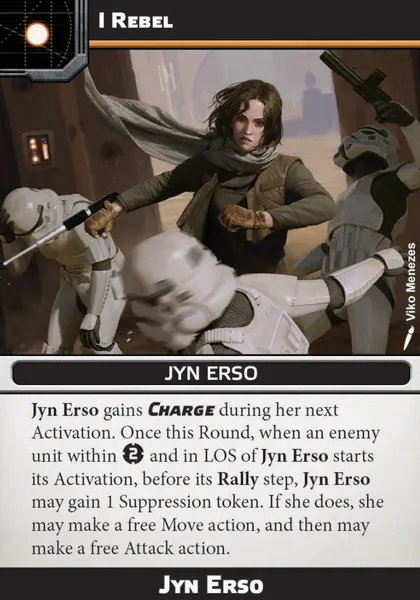 I Rebel
Viko Menezes
JYN ERSO
Jyn Erso gains Charge during her next
Activation. Once this Round, when an enemy
unit within 2 and in LOS of Jyn Erso starts
its Activation, before its Rally step, Jyn Erso
may gain 1 Suppression token. If she does, she
may make a free Move action, and then may
make a free Attack action.
Jyn Erso